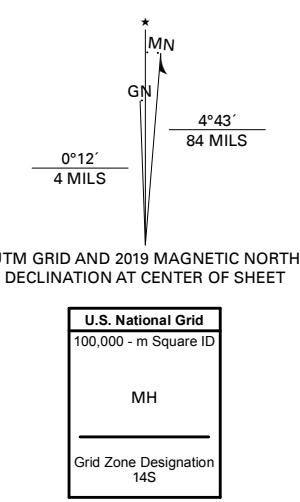 ★
MN
GN
4°43´
84 MILS
0°12´
4 MILS
UTM GRID AND 2019 MAGNETIC NORTH
DECLINATION AT CENTER OF SHEET
U.S. National Grid
100,000 - m Square ID
MH
Grid Zone Designation
14S